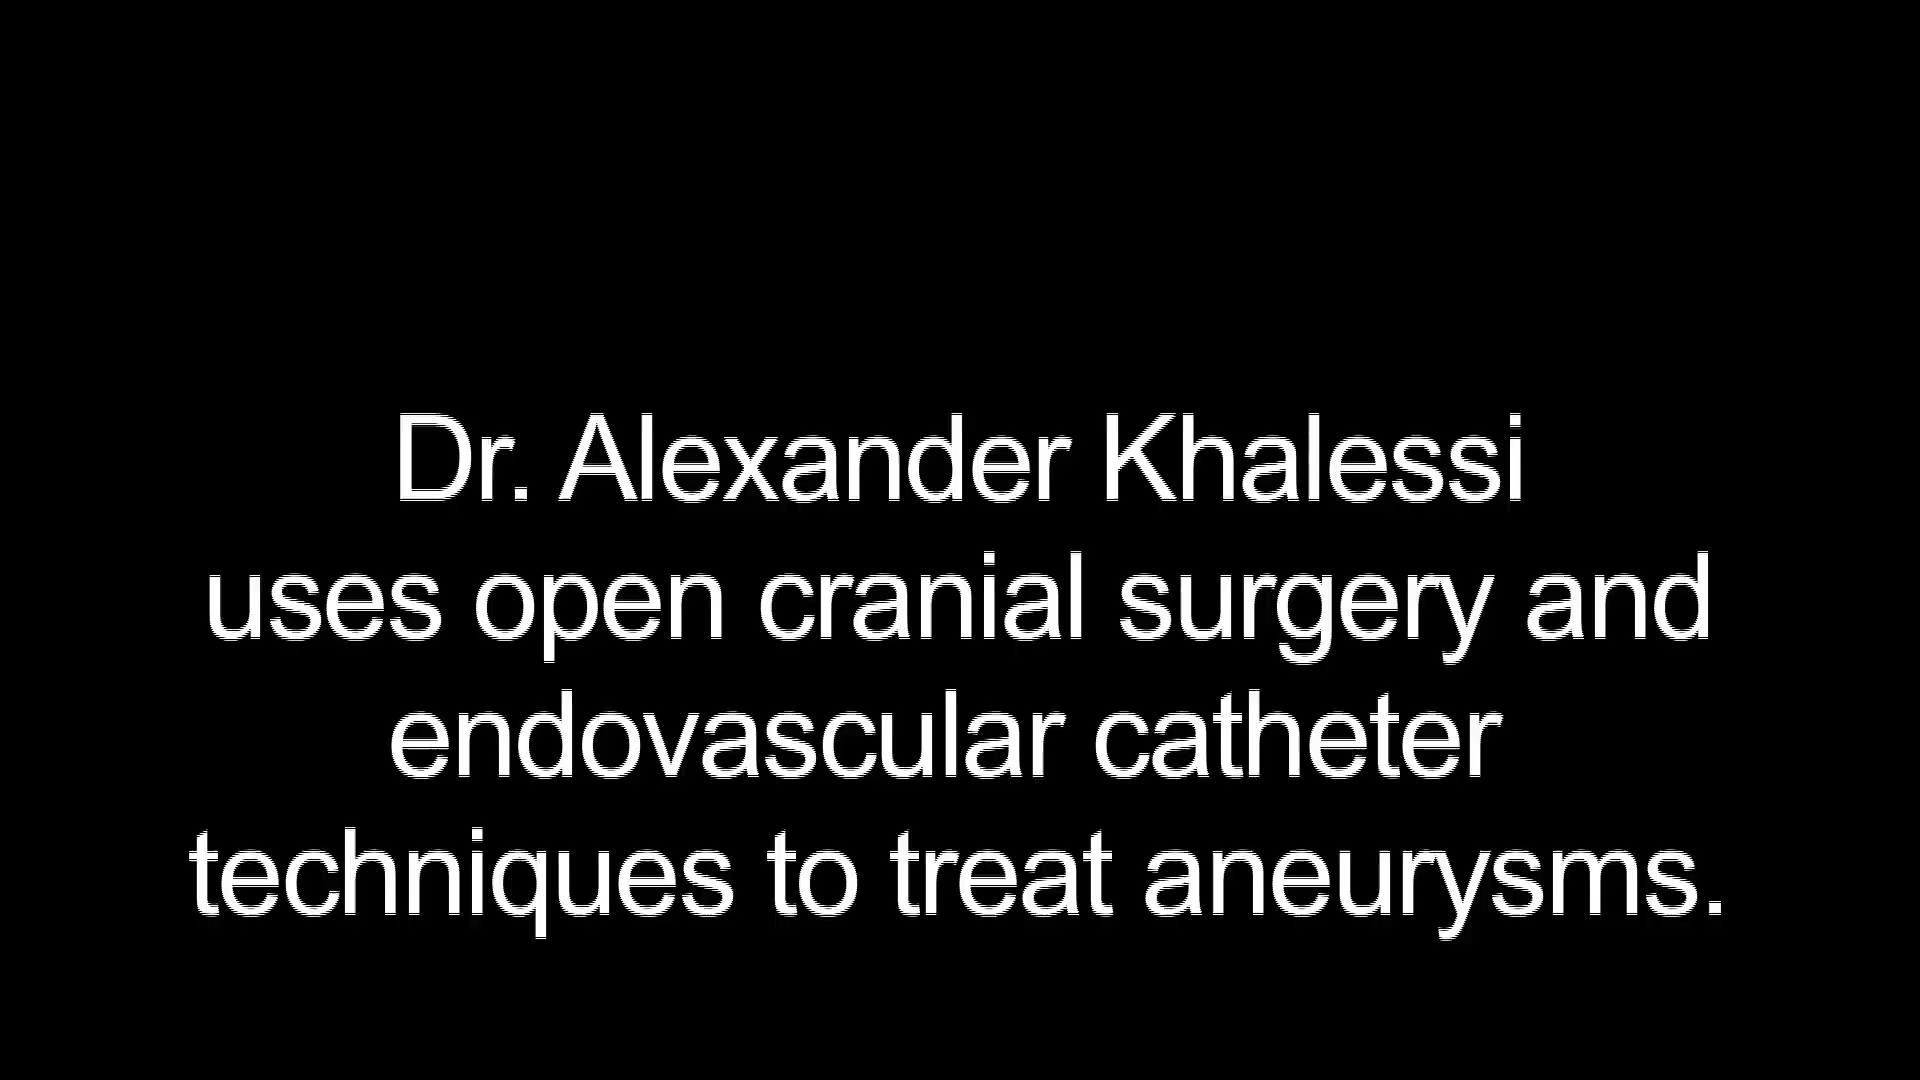 Dr. Alexander Khalessi
uses open cranial surgery and
endovascular catheter
techniques to treat aneurysms.